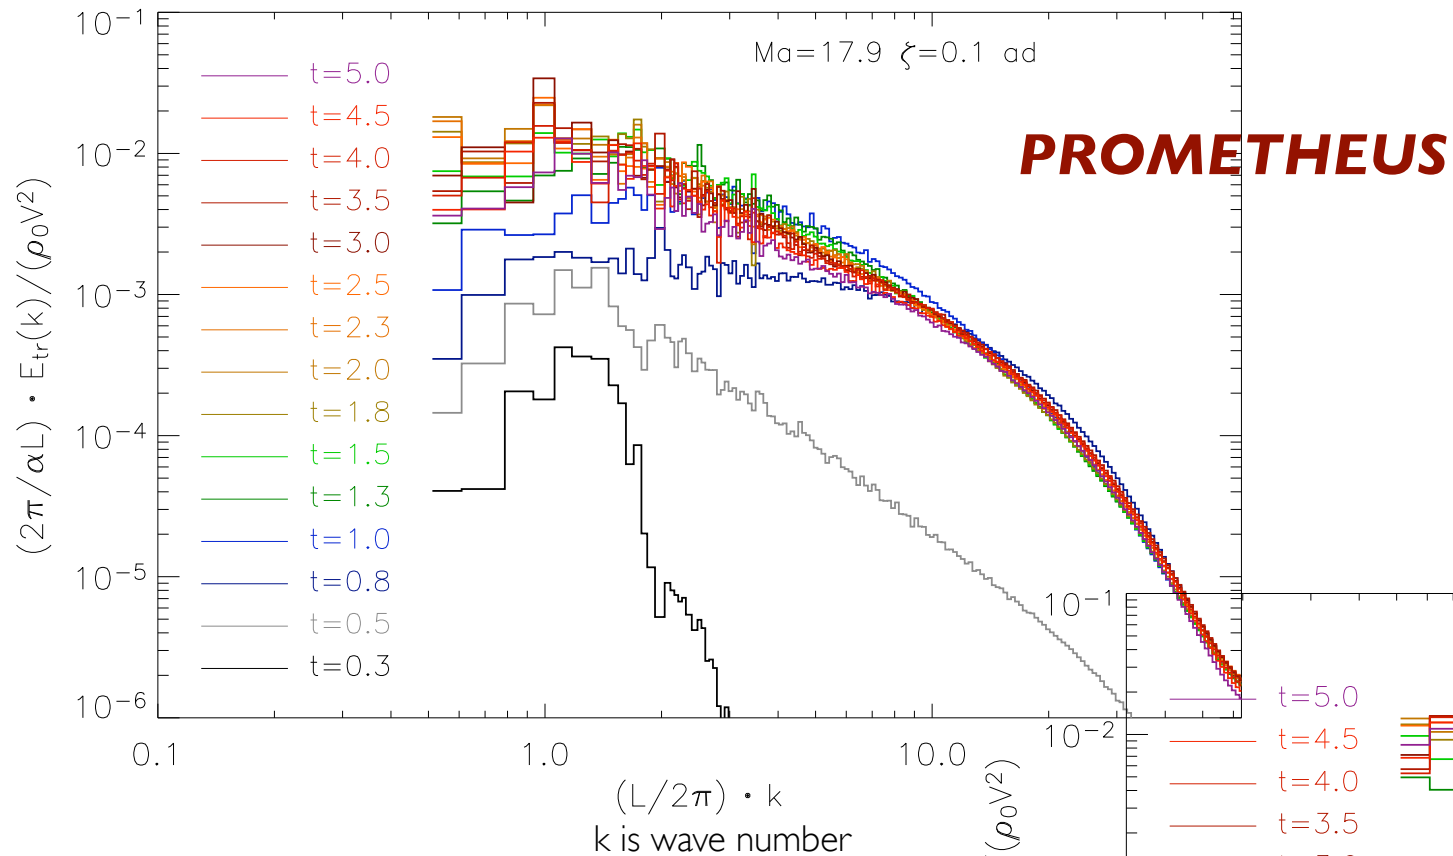 10⁻¹
Ma=17.9 ζ=0.1 ad
PROMETHEUS
t=5.0
t=4.5
10⁻²
t=4.0
t=3.5
t=3.0
10⁻³
t=2.5
t=2.3
t=2.0
t=1.8
10⁻⁴
t=1.5
t=1.3
t=1.0
10⁻⁵
t=0.8
t=0.5
t=0.3
10⁻⁶
(2π/αL) • E_tr(k)/(ρ₀V²)
0.1 1.0 10.0
(L/2π) • k
k is wave number
10⁻¹
t=5.0
10⁻²
t=4.5
t=4.0
t=3.5
(ρ₀V²)